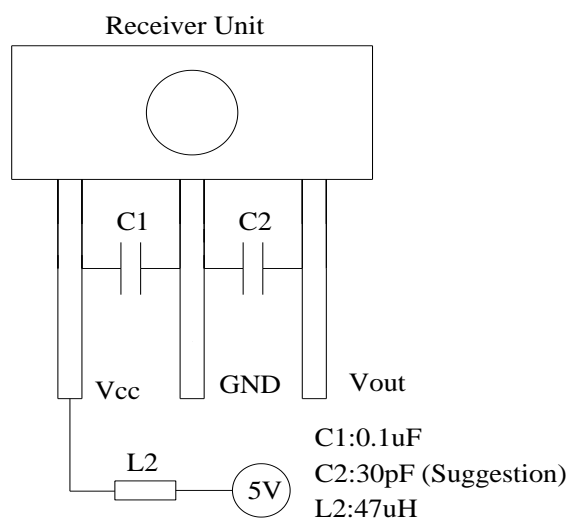 Receiver Unit
C1
C2
Vcc
GND
Vout
L2
5V
C1:0.1uF
C2:30pF (Suggestion)
L2:47uH